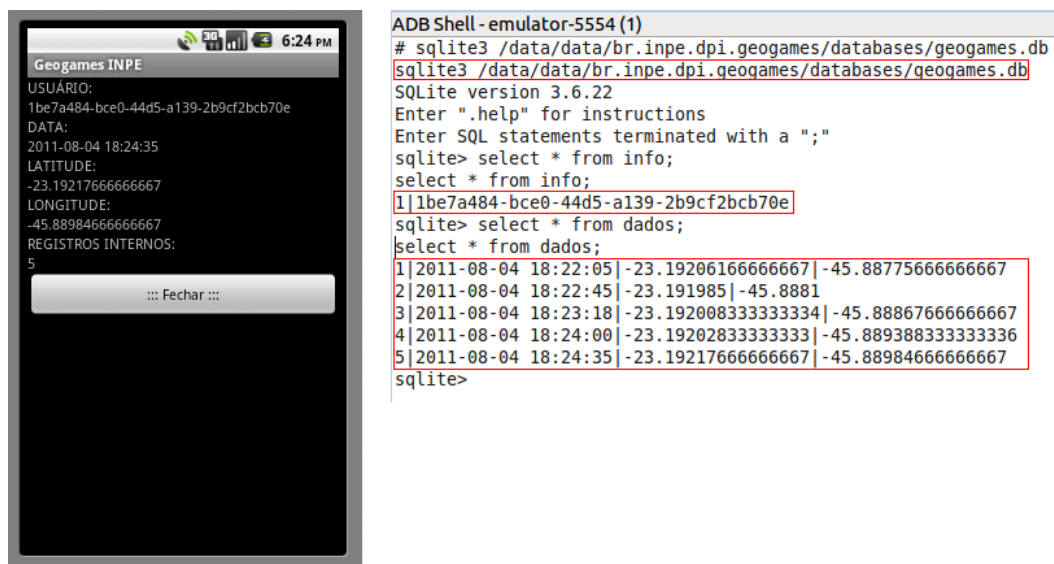 3G
6:24 PM
Geogames INPE
USUÁRIO:
1be7a484-bce0-44d5-a139-2b9cf2bcb70e
DATA:
2011-08-04 18:24:35
LATITUDE:
-23.19217666666667
LONGITUDE:
-45.88984666666667
REGISTROS INTERNOS:
5
::: Fechar :::
ADB Shell - emulator-5554 (1)
# sqlite3 /data/data/br.inpe.dpi.geogames/databases/geogames.db
sqlite3 /data/data/br.inpe.dpi.geogames/databases/geogames.db
SQLite version 3.6.22
Enter ".help" for instructions
Enter SQL statements terminated with a ";"
sqlite> select * from info;
select * from info;
1|1be7a484-bce0-44d5-a139-2b9cf2bcb70e
sqlite> select * from dados;
select * from dados;
1|2011-08-04 18:22:05|-23.19206166666667|-45.88775666666667
2|2011-08-04 18:22:45|-23.191985|-45.8881
3|2011-08-04 18:23:18|-23.192008333333334|-45.88867666666667
4|2011-08-04 18:24:00|-23.19202833333333|-45.889388333333336
5|2011-08-04 18:24:35|-23.19217666666667|-45.88984666666667
sqlite>